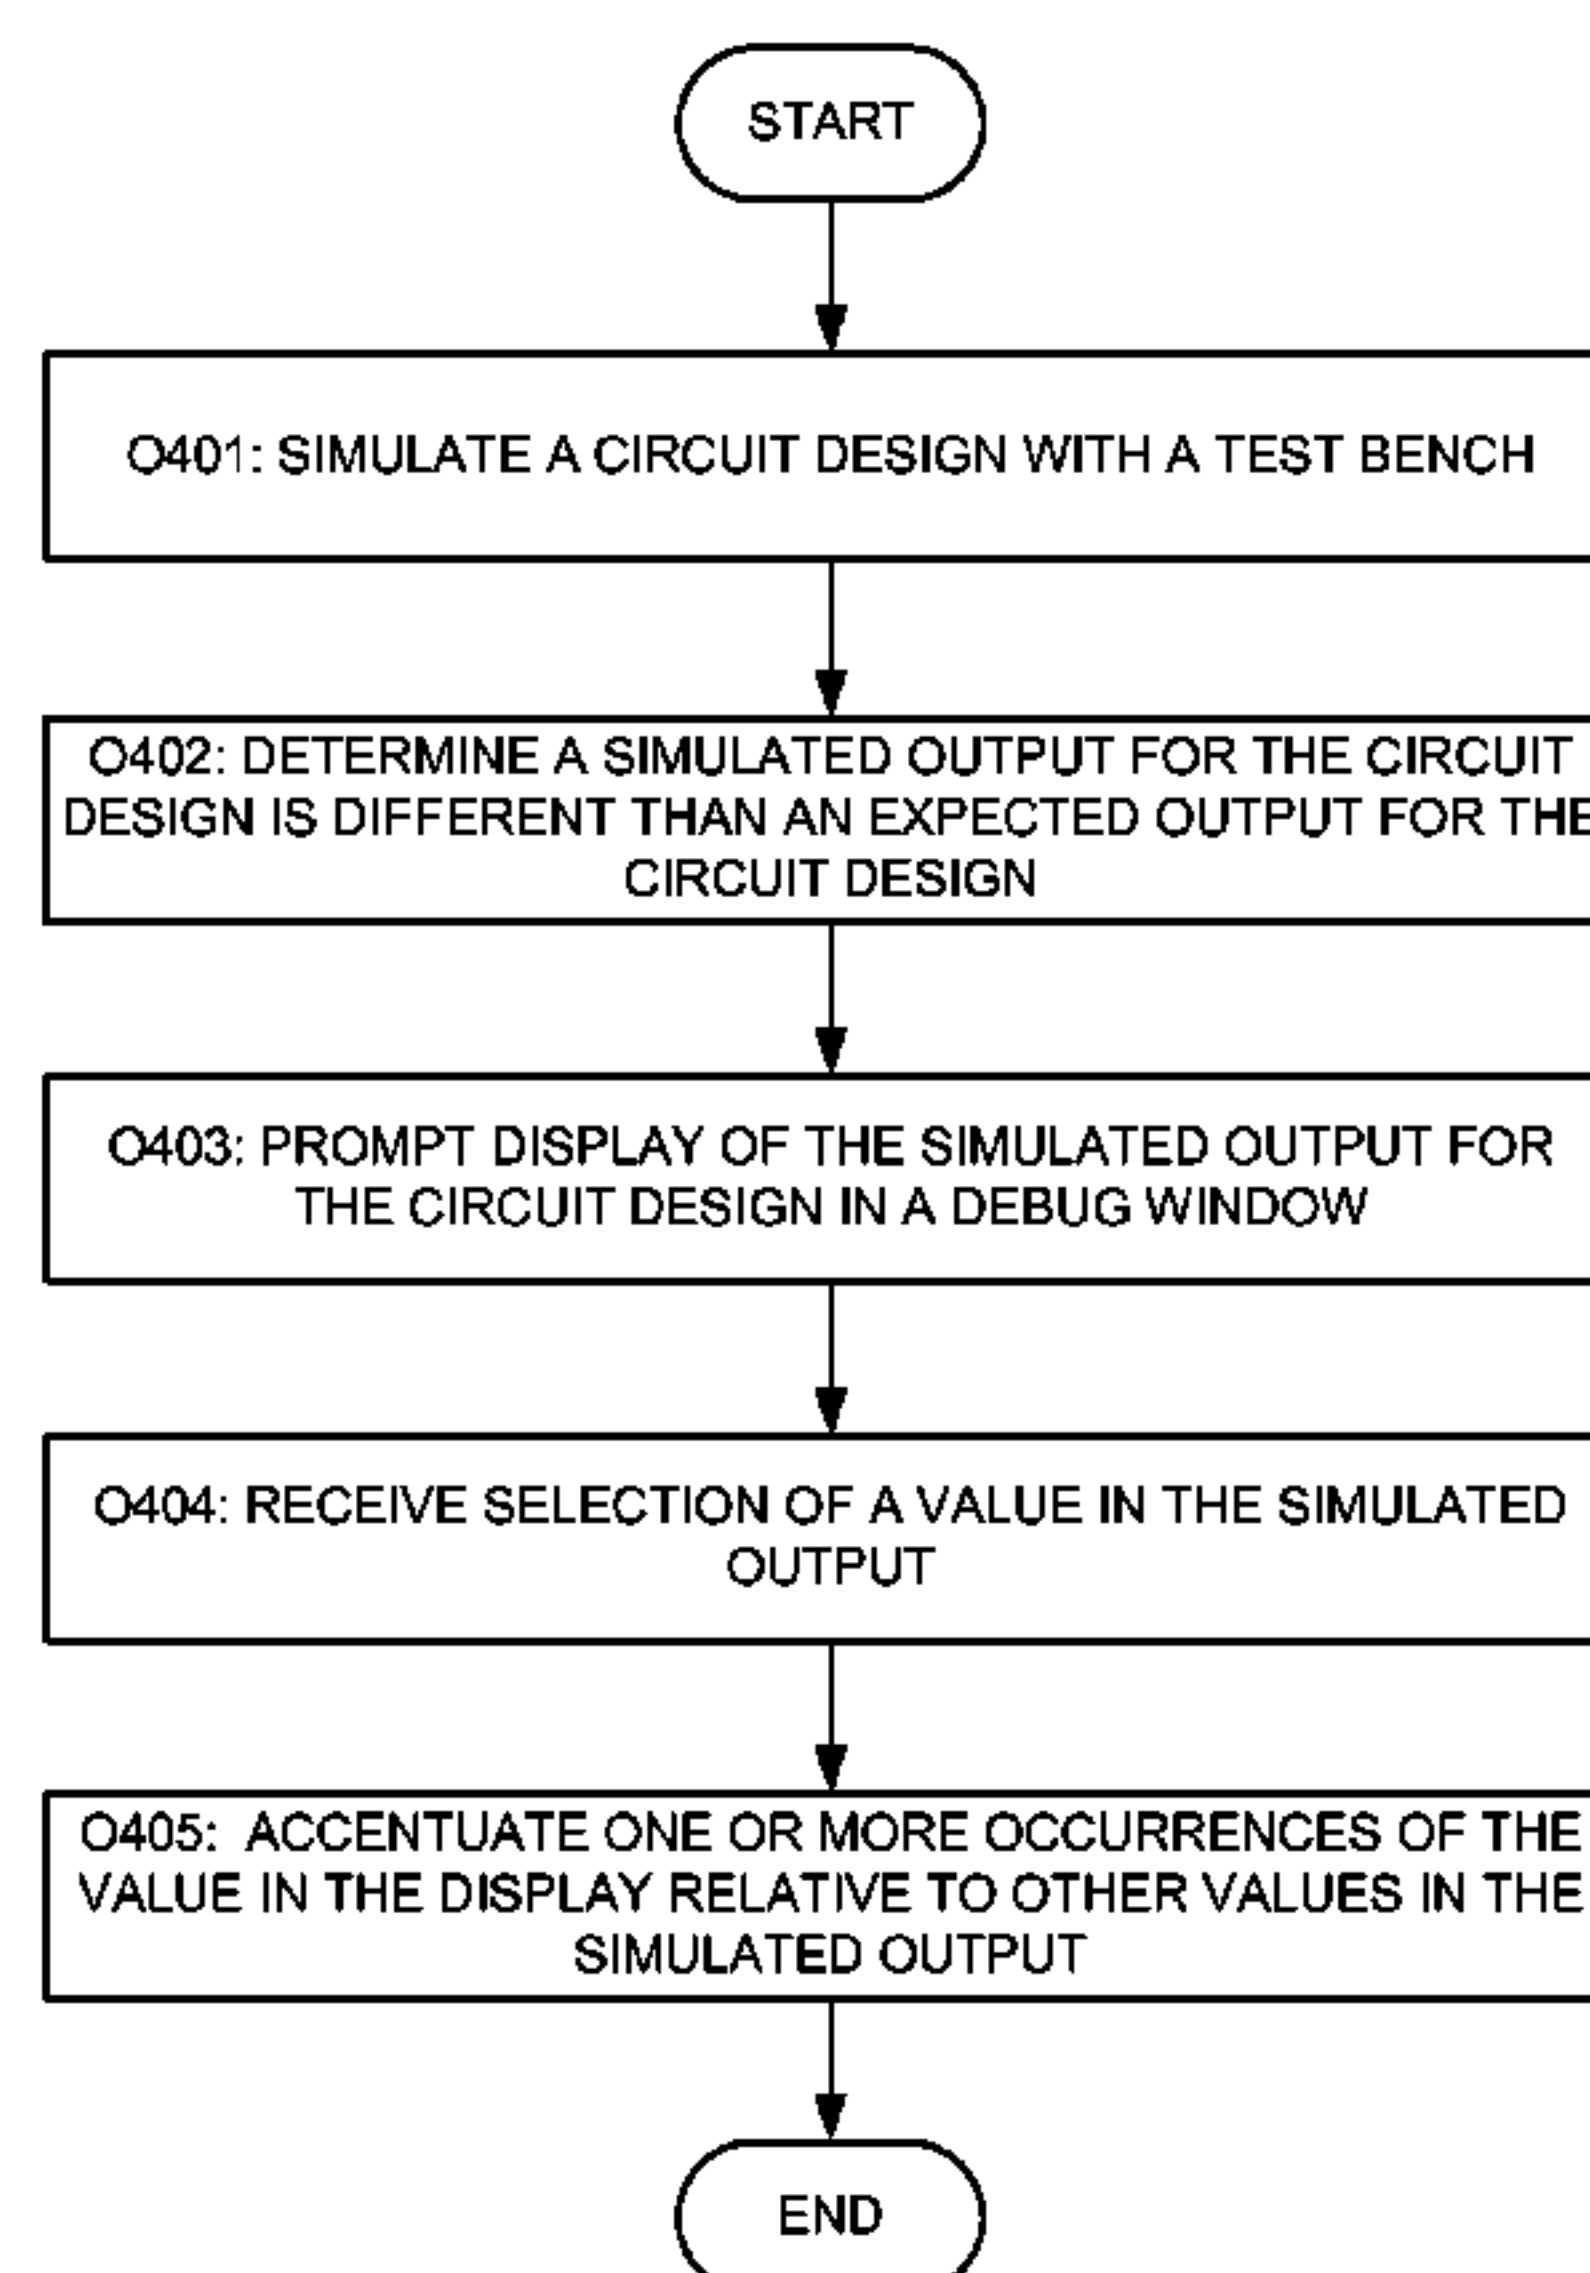 START
O401: SIMULATE A CIRCUIT DESIGN WITH A TEST BENCH
O402: DETERMINE A SIMULATED OUTPUT FOR THE CIRCUIT
DESIGN IS DIFFERENT THAN AN EXPECTED OUTPUT FOR THE
CIRCUIT DESIGN
O403: PROMPT DISPLAY OF THE SIMULATED OUTPUT FOR
THE CIRCUIT DESIGN IN A DEBUG WINDOW
O404: RECEIVE SELECTION OF A VALUE IN THE SIMULATED
OUTPUT
O405: ACCENTUATE ONE OR MORE OCCURRENCES OF THE
VALUE IN THE DISPLAY RELATIVE TO OTHER VALUES IN THE
SIMULATED OUTPUT
END